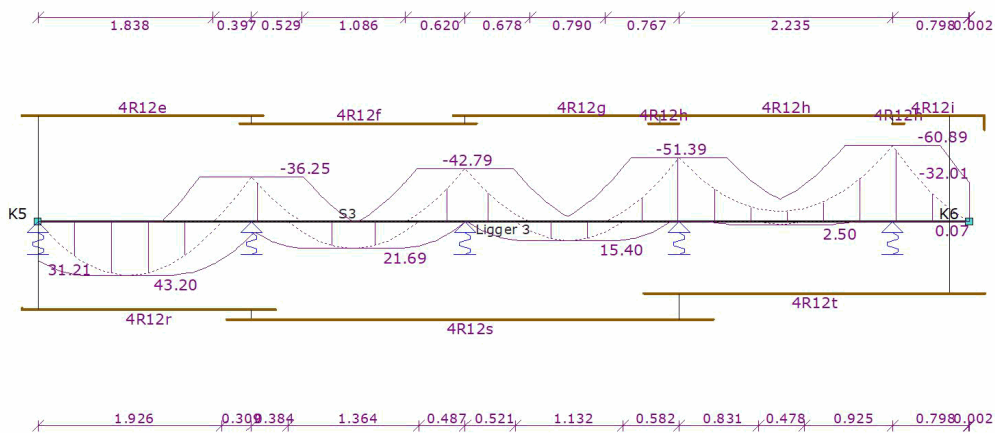 1.838 0.397 0.529 1.086 0.620 0.678 0.790 0.767 2.235 0.798 0.002
4R12e 4R12f 4R12g 4R12h 4R12h 4R12h 4R12i
-36.25 -42.79 -51.39 -60.89
-32.01
K5 S3 Ligger 3 K6
31.21 43.20 21.69 15.40 2.50 0.07
4R12r 4R12s 4R12t
1.926 0.309 0.384 1.364 0.487 0.521 1.132 0.582 0.831 0.478 0.925 0.798 0.002